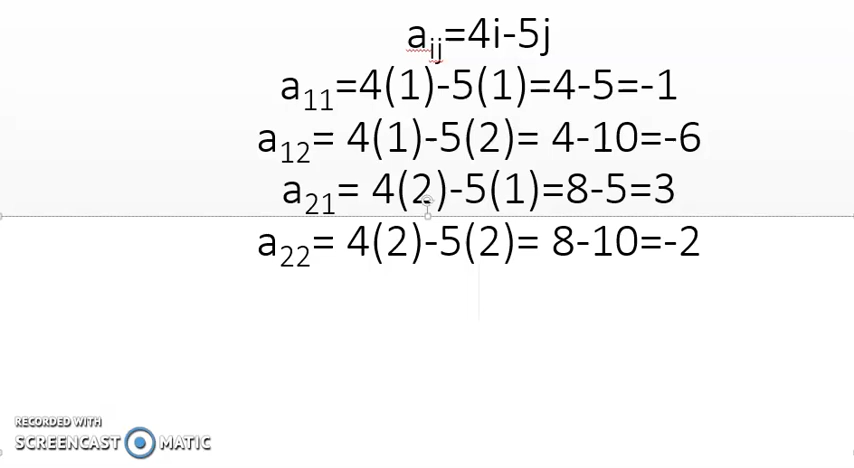 aij=4i-5j
a11=4(1)-5(1)=4-5=-1
a12= 4(1)-5(2)= 4-10=-6
a21= 4(2)-5(1)=8-5=3
a22= 4(2)-5(2)= 8-10=-2
RECORDED WITH
SCREENCAST MATIC